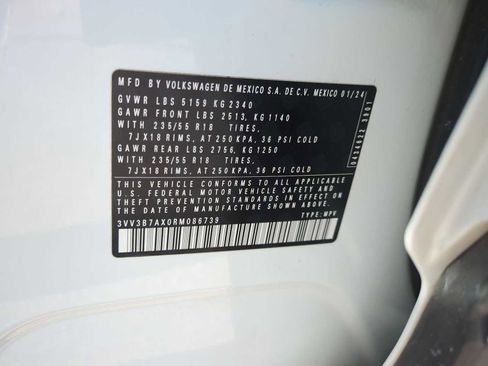 MFD BY VOLKSWAGEN DE MEXICO S.A. DE C.V. MEXICO 01/24
GVWR LBS 5159 KG 2340
GAWR FRONT LBS 2513, KG 1140
WITH 235/55 R18 TIRES,
7JX18 RIMS, AT 250 KPA, 36 PSI COLD
GAWR REAR LBS 2756, KG 1250
WITH 235/55 R18 TIRES,
7JX18 RIMS, AT 250 KPA, 36 PSI COLD
THIS VEHICLE CONFORMS TO ALL APPLICABLE
U.S. FEDERAL MOTOR VEHICLE SAFETY AND
THEFT PREVENTION STANDARDS IN EFFECT ON
THE DATE OF MANUFACTURE SHOWN ABOVE.
3VV3B7AX0RM086739 TYPE:MPV